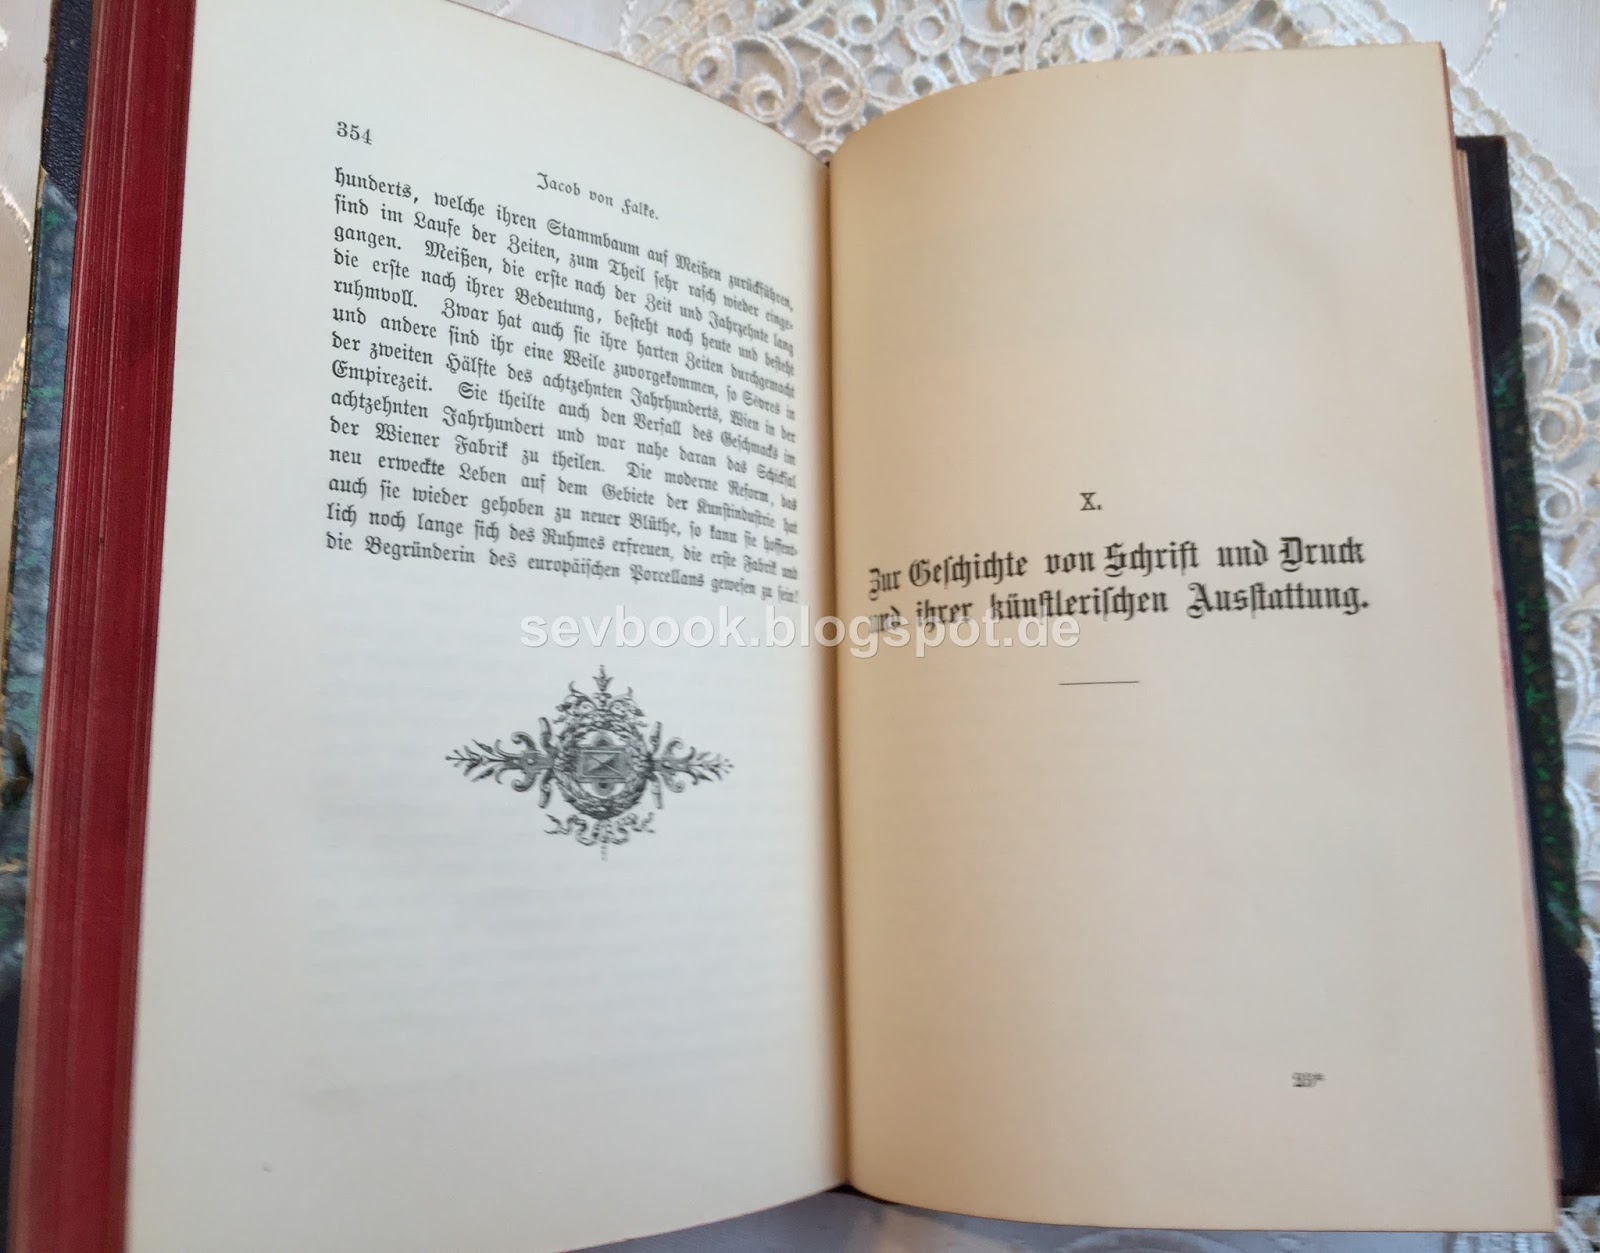 354
Jacob von Falke.
hunderts, welche ihren Stammbaum auf Meißen zurückführen,
sind im Laufe der Zeiten, zum Theil sehr rasch wieder einge-
gangen. Meißen, die erste nach der Zeit und Jahrzehnte lang
die erste nach ihrer Bedeutung, besteht noch heute und besteht
ruhmvoll. Zwar hat auch sie ihre harten Zeiten durchgemacht
und andere sind ihr eine Weile zuvorgekommen, so Sèvres in
der zweiten Hälfte des achtzehnten Jahrhunderts, Wien in der
Empirezeit. Sie theilte auch den Verfall des Geschmacks im
achtzehnten Jahrhundert und war nahe daran das Schicksal
der Wiener Fabrik zu theilen. Die moderne Reform, das
neu erweckte Leben auf dem Gebiete der Kunstindustrie hat
auch sie wieder gehoben zu neuer Blüthe, so kann sie hoffent-
lich noch lange sich des Ruhmes erfreuen, die erste Fabrik und
die Begründerin des europäischen Porcellans gewesen zu sein!
X.
Zur Geschichte von Schrift und Druck
und ihrer künstlerischen Ausstattung.
sevbook.blogspot.de